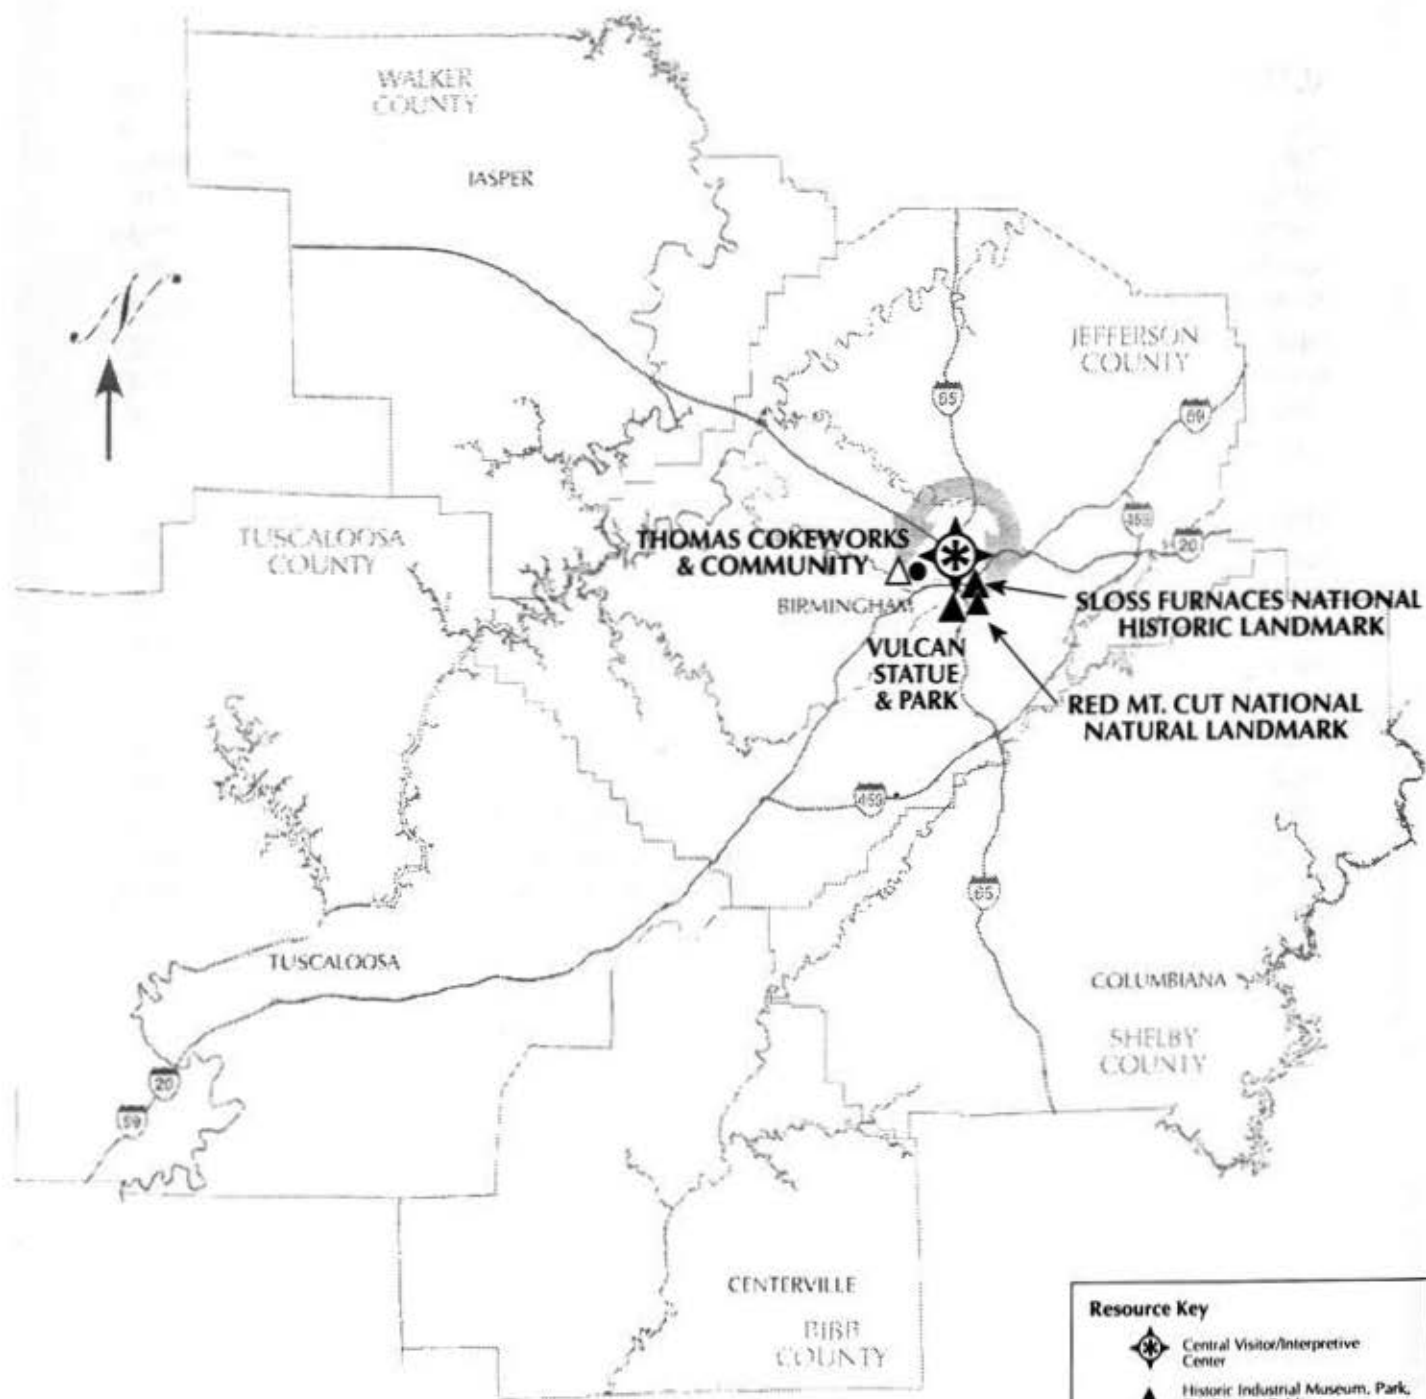 WALKER
COUNTY
JASPER
JEFFERSON
COUNTY
65
59
459
20
TUSCALOOSA
COUNTY
THOMAS COKEWORKS
& COMMUNITY
BIRMINGHAM
SLOSS FURNACES NATIONAL
HISTORIC LANDMARK
VULCAN
STATUE
& PARK
RED MT. CUT NATIONAL
NATURAL LANDMARK
459
65
TUSCALOOSA
COLUMBIANA
SHELBY
COUNTY
20
59
CENTERVILLE
BIBB
COUNTY
Resource Key
Central Visitor/Interpretive
Center
Historic Industrial Museum, Park,